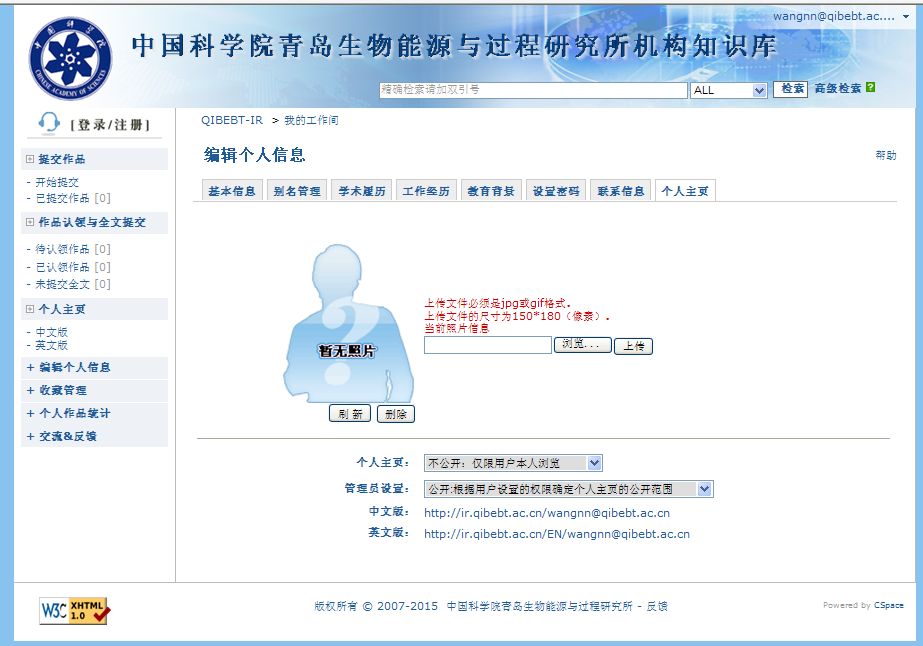 wangnn@qibebt.ac....
中国科学院
CHINESE ACADEMY OF SCIENCES
中国科学院青岛生物能源与过程研究所机构知识库
精确检索请加双引号 ALL 检索 高级检索 ?
[登录/注册]
QIBEBT-IR > 我的工作间
编辑个人信息
帮助
提交作品
- 开始提交
- 已提交作品 [0]
作品认领与全文提交
- 待认领作品 [0]
- 已认领作品 [0]
- 未提交全文 [0]
个人主页
- 中文版
- 英文版
+ 编辑个人信息
+ 收藏管理
+ 个人作品统计
+ 交流&反馈
基本信息 别名管理 学术履历 工作经历 教育背景 设置密码 联系信息 个人主页
?
暂无照片
上传文件必须是jpg或gif格式。
上传文件的尺寸为150*180（像素）.
当前照片信息
浏览... 上传
刷新 删除
个人主页： 不公开：仅限用户本人浏览
管理员设置： 公开:根据用户设置的权限确定个人主页的公开范围
中文版： http://ir.qibebt.ac.cn/wangnn@qibebt.ac.cn
英文版： http://ir.qibebt.ac.cn/EN/wangnn@qibebt.ac.cn
W3C XHTML 1.0
版权所有 © 2007-2015 中国科学院青岛生物能源与过程研究所 - 反馈
Powered by CSpace